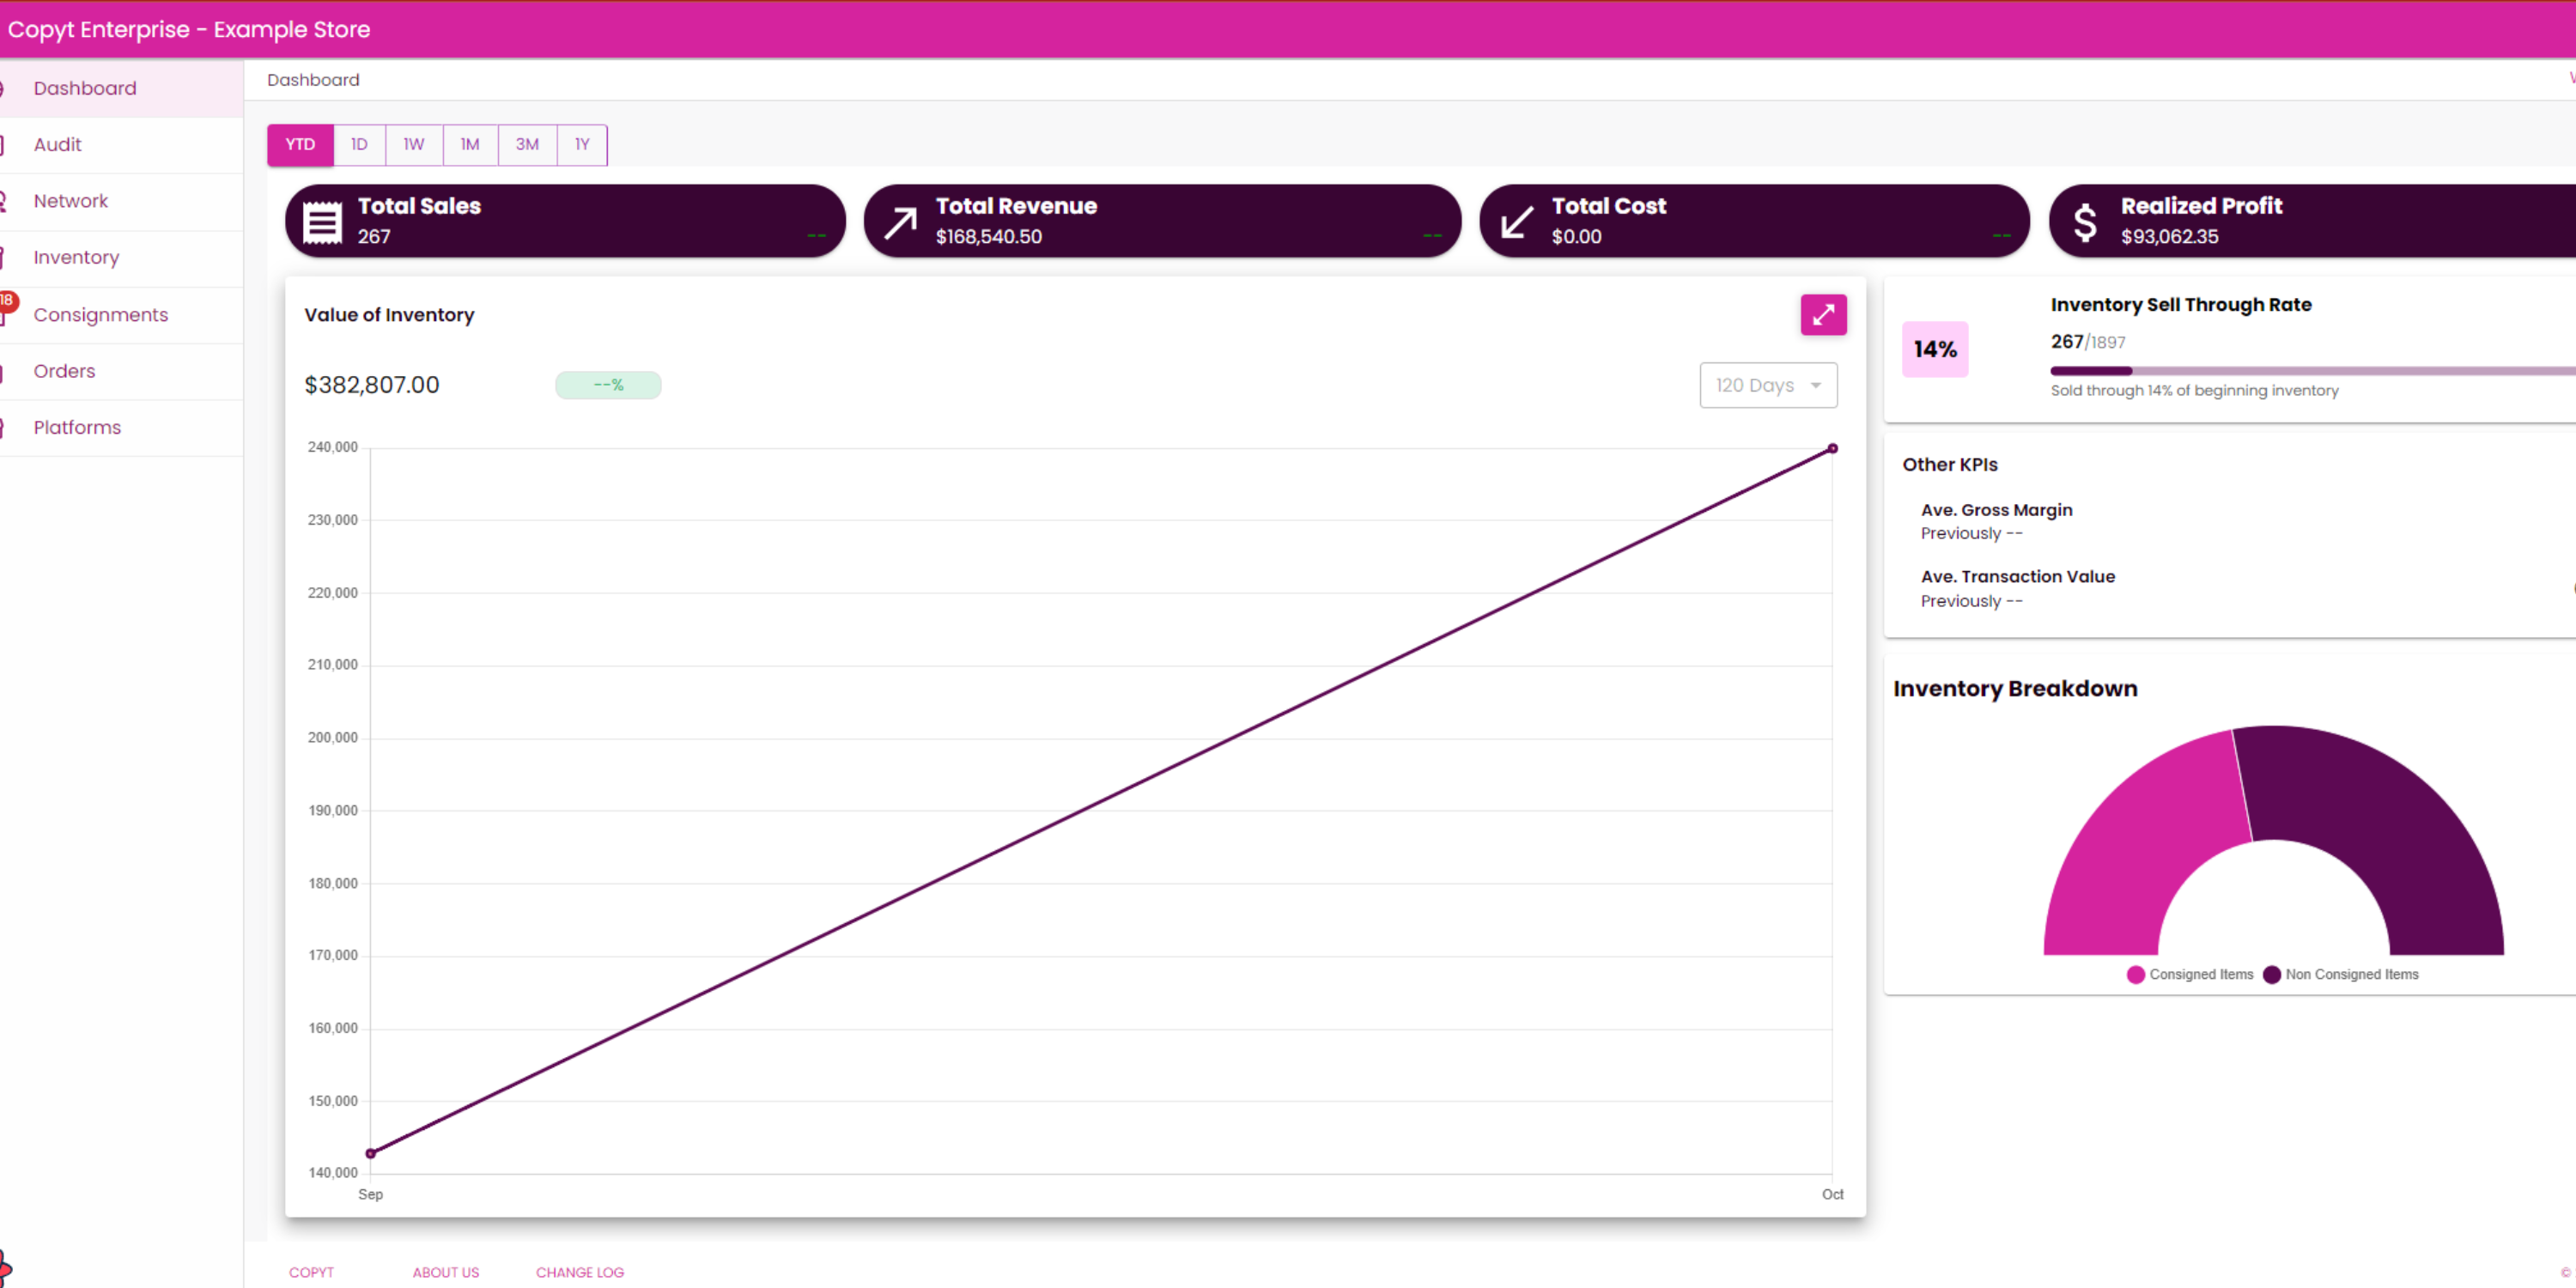 Copyt Enterprise - Example Store
Dashboard
Audit
Network
Inventory
18
Consignments
Orders
Platforms
Dashboard
YTD 1D 1W 1M 3M 1Y
Total Sales
267
--
Total Revenue
$168,540.50
--
Total Cost
$0.00
--
Realized Profit
$93,062.35
Value of Inventory
$382,807.00
--%
120 Days
240,000
230,000
220,000
210,000
200,000
190,000
180,000
170,000
160,000
150,000
140,000
Sep Oct
14%
Inventory Sell Through Rate
267/1897
Sold through 14% of beginning inventory
Other KPIs
Ave. Gross Margin
Previously --
Ave. Transaction Value
Previously --
Inventory Breakdown
Consigned Items Non Consigned Items
COPYT ABOUT US CHANGE LOG
©